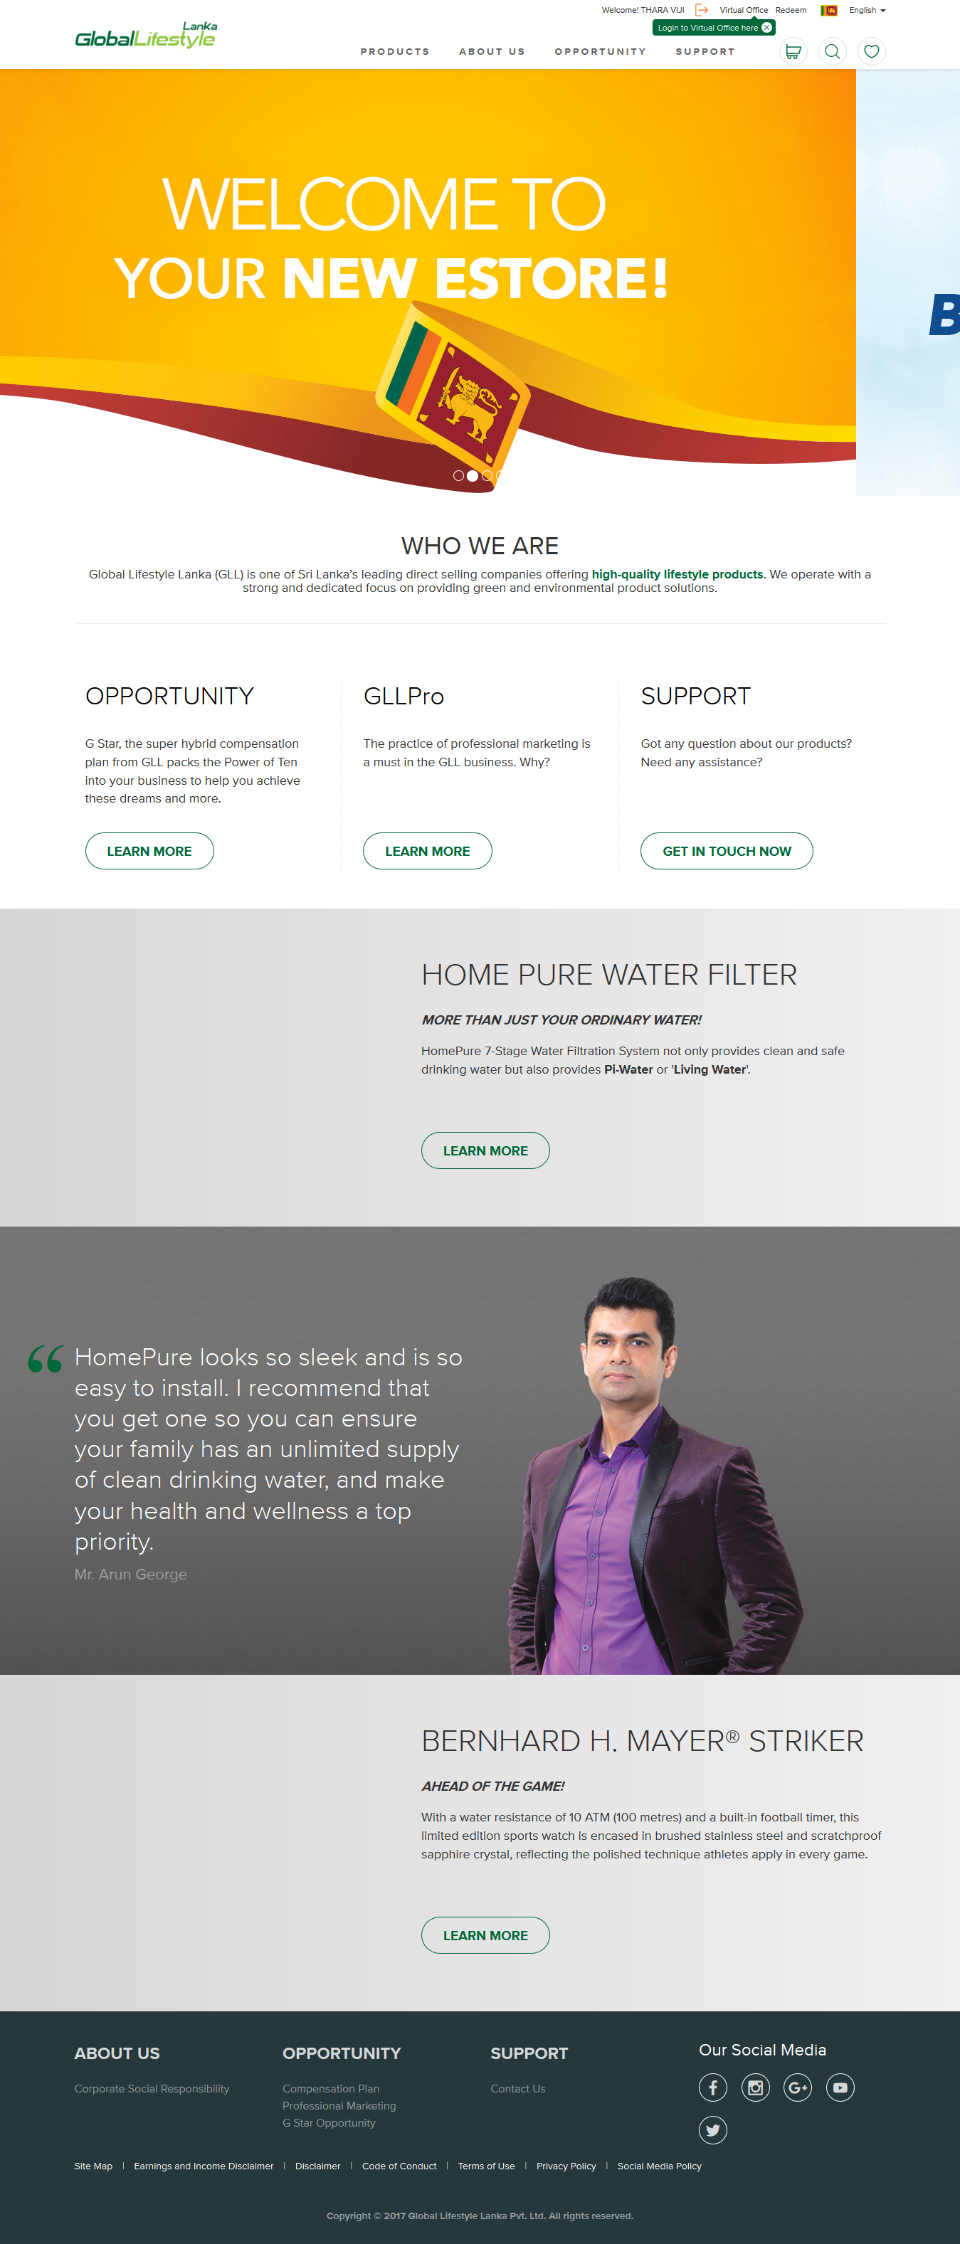 Welcome! THARA VUI
Virtual Office
Redeem
English
Lanka
GlobalLifestyle
Login to Virtual Office here
PRODUCTS
ABOUT US
OPPORTUNITY
SUPPORT
WELCOME TO
YOUR NEW ESTORE!
B
WHO WE ARE
Global Lifestyle Lanka (GLL) is one of Sri Lanka's leading direct selling companies offering high-quality lifestyle products. We operate with a
strong and dedicated focus on providing green and environmental product solutions.
OPPORTUNITY
G Star, the super hybrid compensation
plan from GLL packs the Power of Ten
into your business to help you achieve
these dreams and more.
LEARN MORE
GLLPro
The practice of professional marketing is
a must in the GLL business. Why?
LEARN MORE
SUPPORT
Got any question about our products?
Need any assistance?
GET IN TOUCH NOW
HOME PURE WATER FILTER
MORE THAN JUST YOUR ORDINARY WATER!
HomePure 7-Stage Water Filtration System not only provides clean and safe
drinking water but also provides Pi-Water or 'Living Water'.
LEARN MORE
“ HomePure looks so sleek and is so
easy to install. I recommend that
you get one so you can ensure
your family has an unlimited supply
of clean drinking water, and make
your health and wellness a top
priority.
Mr. Arun George
BERNHARD H. MAYER® STRIKER
AHEAD OF THE GAME!
With a water resistance of 10 ATM (100 metres) and a built-in football timer, this
limited edition sports watch is encased in brushed stainless steel and scratchproof
sapphire crystal, reflecting the polished technique athletes apply in every game.
LEARN MORE
ABOUT US
Corporate Social Responsibility
OPPORTUNITY
Compensation Plan
Professional Marketing
G Star Opportunity
SUPPORT
Contact Us
Our Social Media
Site Map | Earnings and Income Disclaimer | Disclaimer | Code of Conduct | Terms of Use | Privacy Policy | Social Media Policy
Copyright © 2017 Global Lifestyle Lanka Pvt. Ltd. All rights reserved.